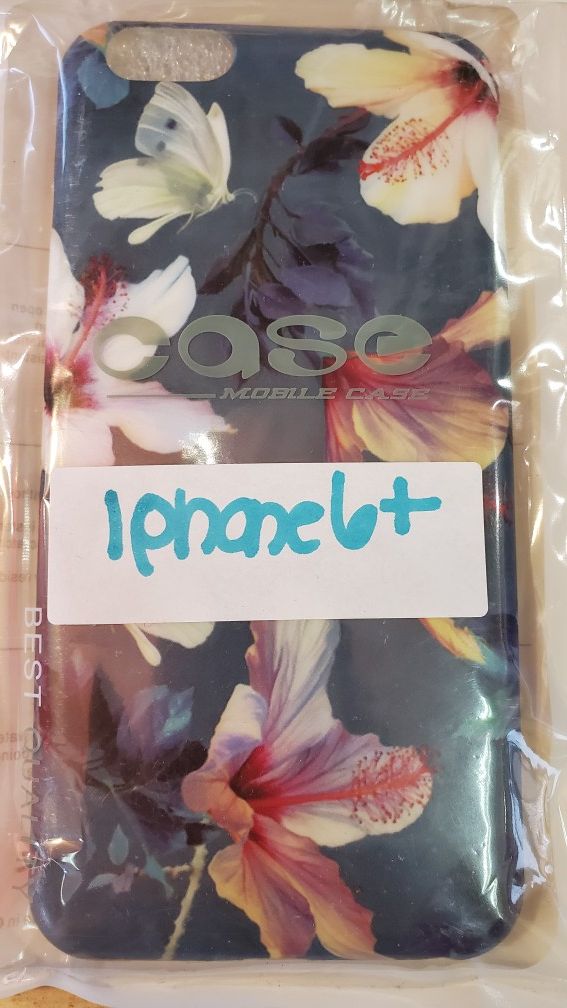 case
MOBILE CASE
Iphone6+
BEST QUALITY